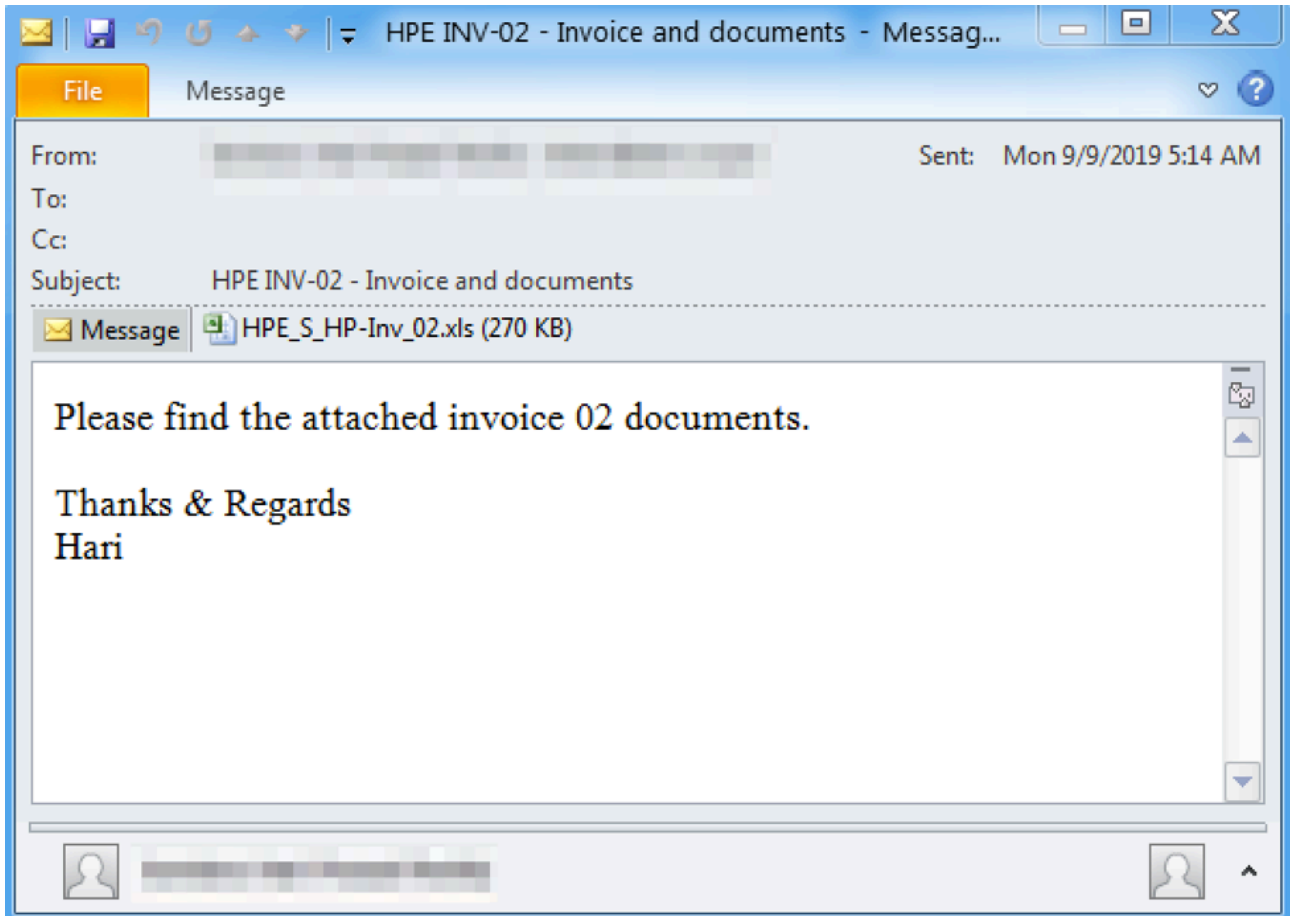 HPE INV-02 - Invoice and documents - Messag...
File Message
From: Sent: Mon 9/9/2019 5:14 AM
To:
Cc:
Subject: HPE INV-02 - Invoice and documents
Message HPE_S_HP-Inv_02.xls (270 KB)
Please find the attached invoice 02 documents.
Thanks & Regards
Hari